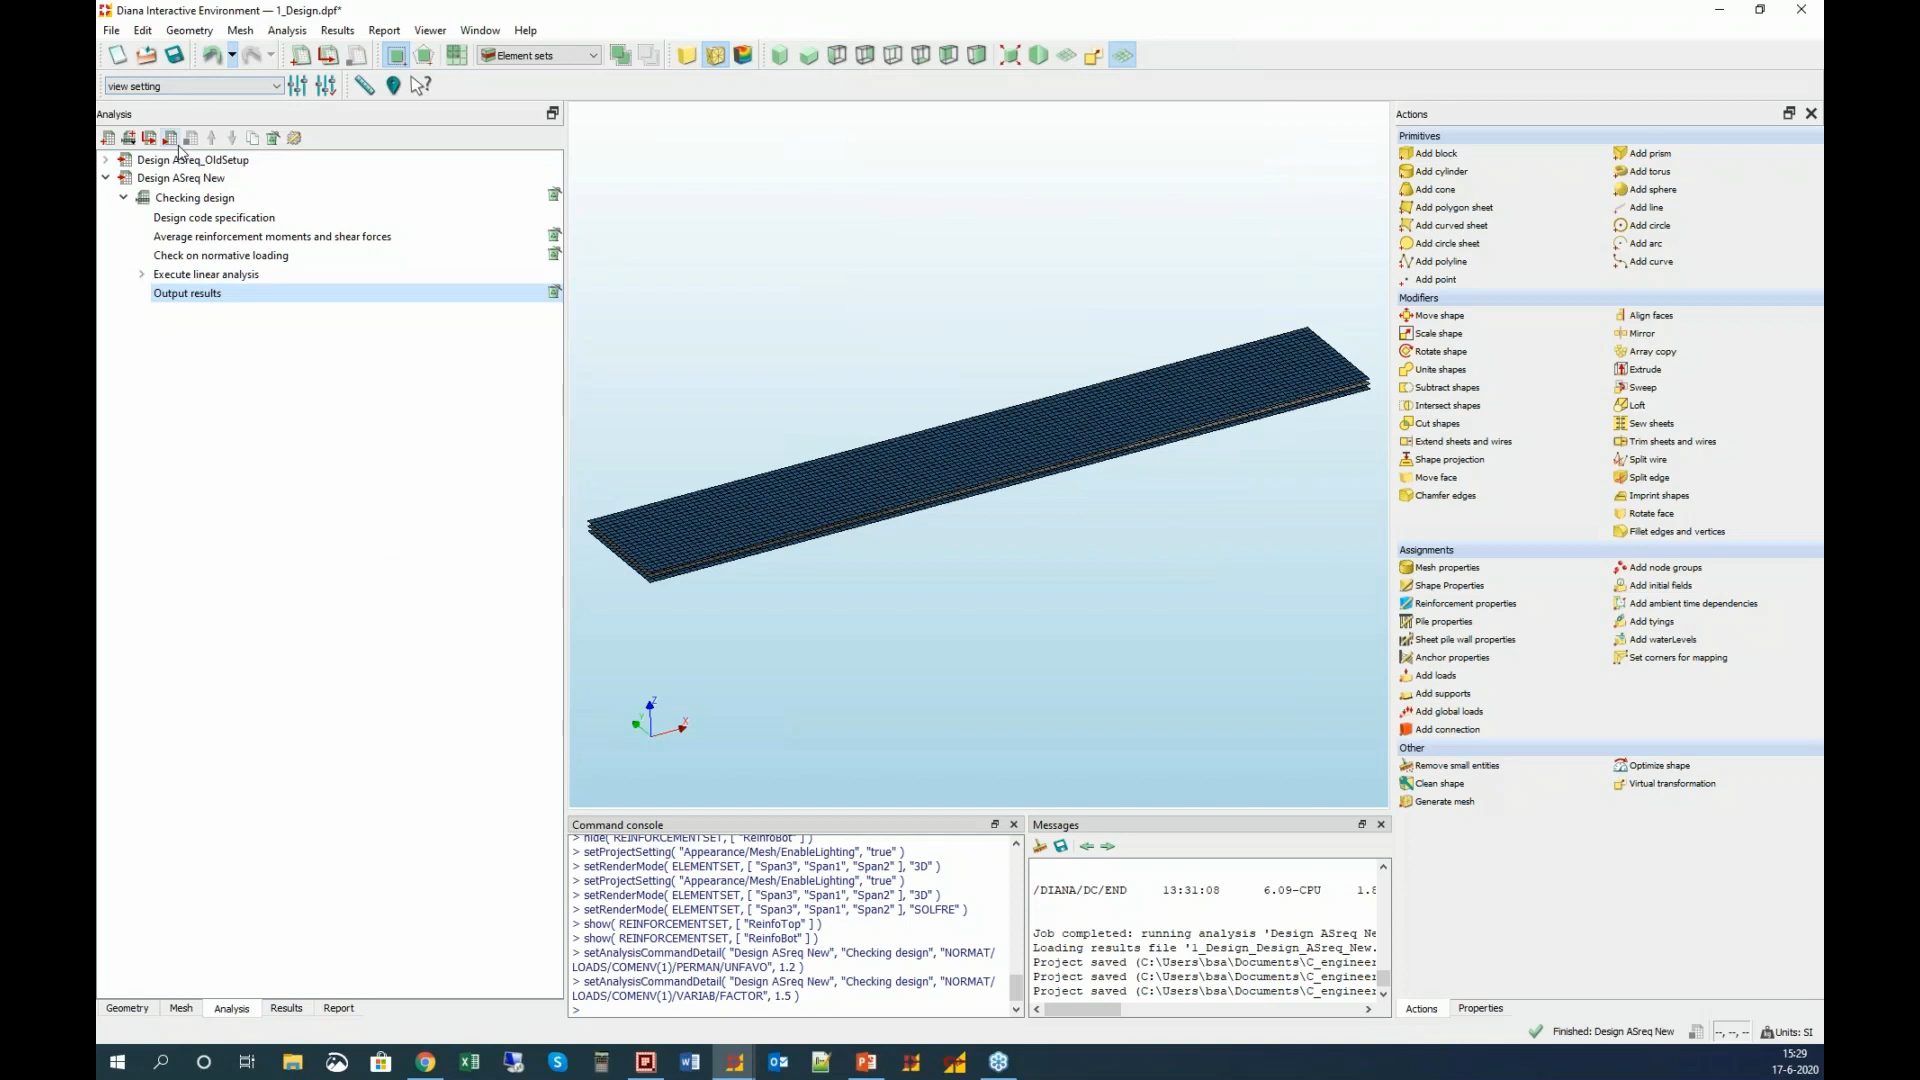 Diana Interactive Environment — 1_Design.dpf*
File Edit Geometry Mesh Analysis Results Report Viewer Window Help
Element sets
view setting
Analysis
Design ASreq_OldSetup
Design ASreq New
Checking design
Design code specification
Average reinforcement moments and shear forces
Check on normative loading
Execute linear analysis
Output results
Geometry Mesh Analysis Results Report
Z
Y
X
Command console
> hide( REINFORCEMENTSET, [ "ReinfoBot" ] )
> setProjectSetting( "Appearance/Mesh/EnableLighting", "true" )
> setRenderMode( ELEMENTSET, [ "Span3", "Span1", "Span2" ], "3D" )
> setProjectSetting( "Appearance/Mesh/EnableLighting", "true" )
> setRenderMode( ELEMENTSET, [ "Span3", "Span1", "Span2" ], "3D" )
> setRenderMode( ELEMENTSET, [ "Span3", "Span1", "Span2" ], "SOLFRE" )
> show( REINFORCEMENTSET, [ "ReinfoTop" ] )
> show( REINFORCEMENTSET, [ "ReinfoBot" ] )
> setAnalysisCommandDetail( "Design ASreq New", "Checking design", "NORMAT/
LOADS/COMENV(1)/PERMAN/UNFAVO", 1.2 )
> setAnalysisCommandDetail( "Design ASreq New", "Checking design", "NORMAT/
LOADS/COMENV(1)/VARIAB/FACTOR", 1.5 )
>
Messages
/DIANA/DC/END 13:31:08 6.09-CPU 1.8
Job completed: running analysis 'Design ASreq Ne
Loading results file '1_Design_Design_ASreq_New.
Project saved (C:\Users\bsa\Documents\C_engineer
Project saved (C:\Users\bsa\Documents\C_engineer
Project saved (C:\Users\bsa\Documents\C_engineer
Actions
Primitives
Add block Add prism
Add cylinder Add torus
Add cone Add sphere
Add polygon sheet Add line
Add curved sheet Add circle
Add circle sheet Add arc
Add polyline Add curve
Add point
Modifiers
Move shape Align faces
Scale shape Mirror
Rotate shape Array copy
Unite shapes Extrude
Subtract shapes Sweep
Intersect shapes Loft
Cut shapes Sew sheets
Extend sheets and wires Trim sheets and wires
Shape projection Split wire
Move face Split edge
Chamfer edges Imprint shapes
Rotate face
Fillet edges and vertices
Assignments
Mesh properties Add node groups
Shape Properties Add initial fields
Reinforcement properties Add ambient time dependencies
Pile properties Add tyings
Sheet pile wall properties Add waterLevels
Anchor properties Set corners for mapping
Add loads
Add supports
Add global loads
Add connection
Other
Remove small entities Optimize shape
Clean shape Virtual transformation
Generate mesh
Actions Properties
Finished: Design ASreq New --, --, -- Units: SI
15:29
17-6-2020